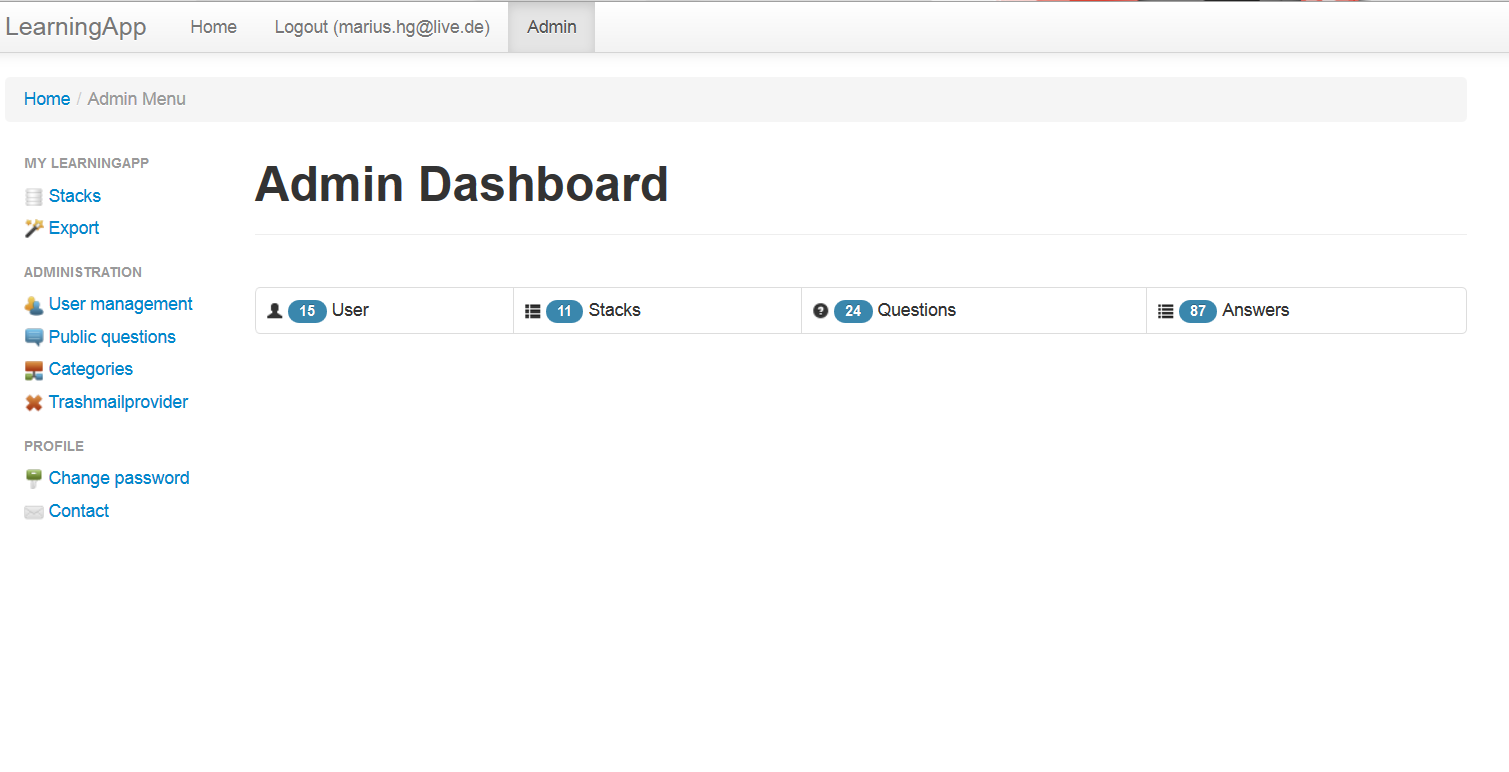 LearningApp Home Logout (marius.hg@live.de) Admin
Home / Admin Menu
MY LEARNINGAPP
Stacks
Export
ADMINISTRATION
User management
Public questions
Categories
Trashmailprovider
PROFILE
Change password
Contact
Admin Dashboard
15 User 11 Stacks 24 Questions 87 Answers